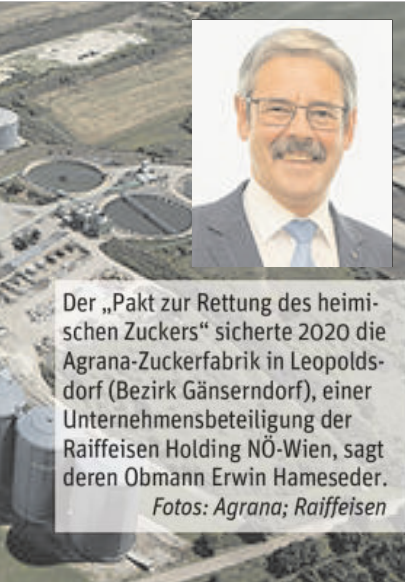 Der „Pakt zur Rettung des heimi-
schen Zuckers“ sicherte 2020 die
Agrana-Zuckerfabrik in Leopolds-
dorf (Bezirk Gänserndorf), einer
Unternehmensbeteiligung der
Raiffeisen Holding NÖ-Wien, sagt
deren Obmann Erwin Hameseder.
Fotos: Agrana; Raiffeisen